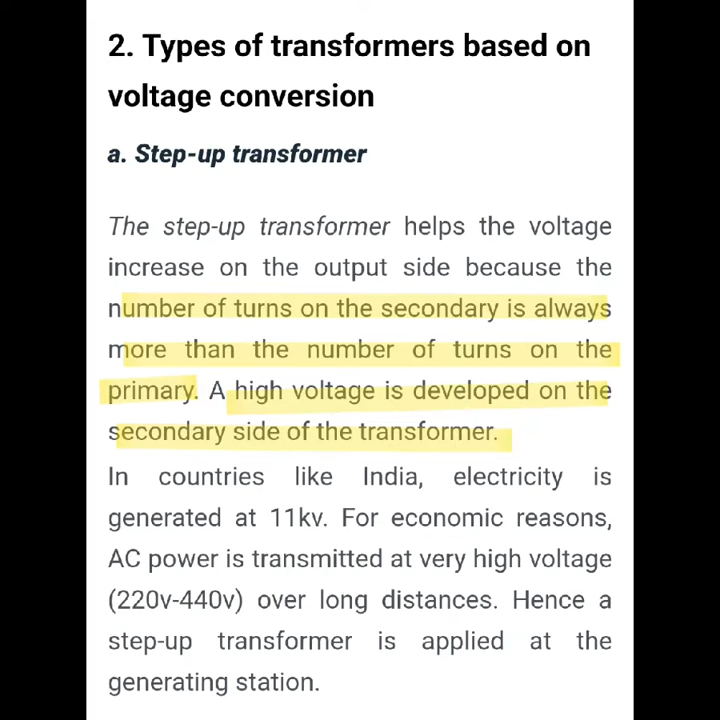 2. Types of transformers based on
voltage conversion
a. Step-up transformer
The step-up transformer helps the voltage
increase on the output side because the
number of turns on the secondary is always
more than the number of turns on the
primary. A high voltage is developed on the
secondary side of the transformer.
In countries like India, electricity is
generated at 11kv. For economic reasons,
AC power is transmitted at very high voltage
(220v-440v) over long distances. Hence a
step-up transformer is applied at the
generating station.